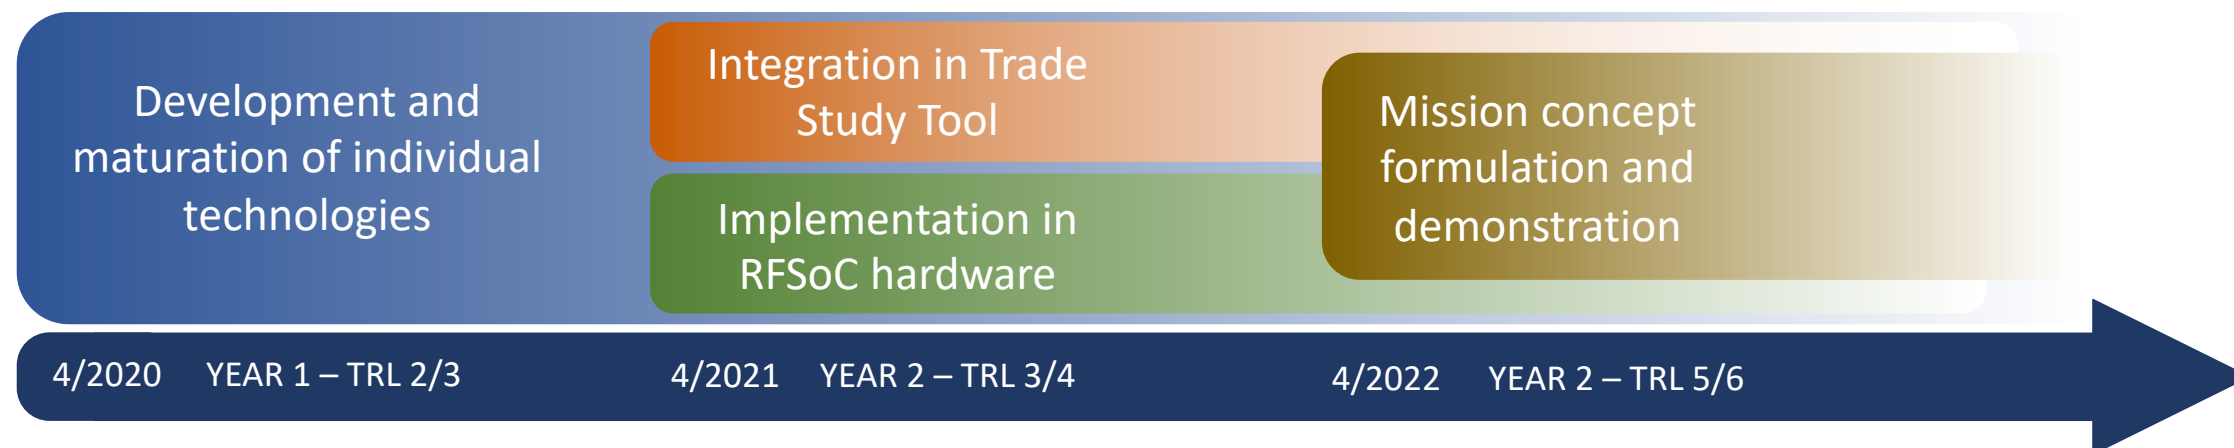 Development and
maturation of individual
technologies
Integration in Trade
Study Tool
Implementation in
RFSoC hardware
Mission concept
formulation and
demonstration
4/2020 YEAR 1 – TRL 2/3
4/2021 YEAR 2 – TRL 3/4
4/2022 YEAR 2 – TRL 5/6